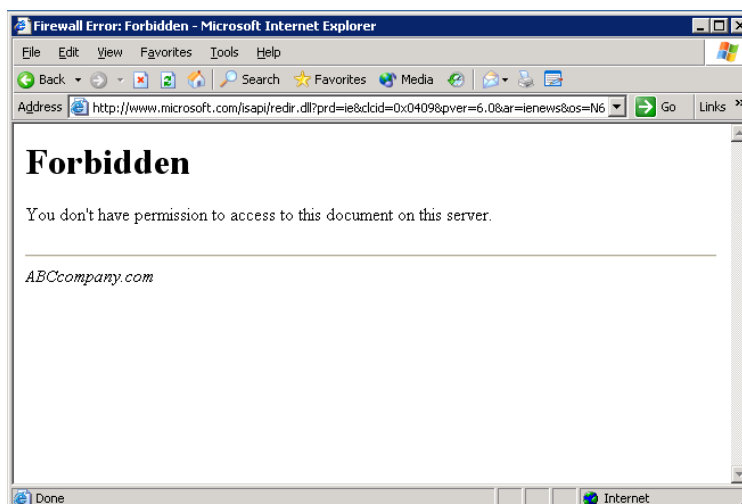 Firewall Error: Forbidden - Microsoft Internet Explorer
File Edit View Favorites Tools Help
Back Search Favorites Media
Address http://www.microsoft.com/isapi/redir.dll?prd=ie&clcid=0x0409&pver=6.0&ar=ienews&os=N6 Go Links »
Forbidden
You don't have permission to access to this document on this server.
ABCcompany.com
Done Internet